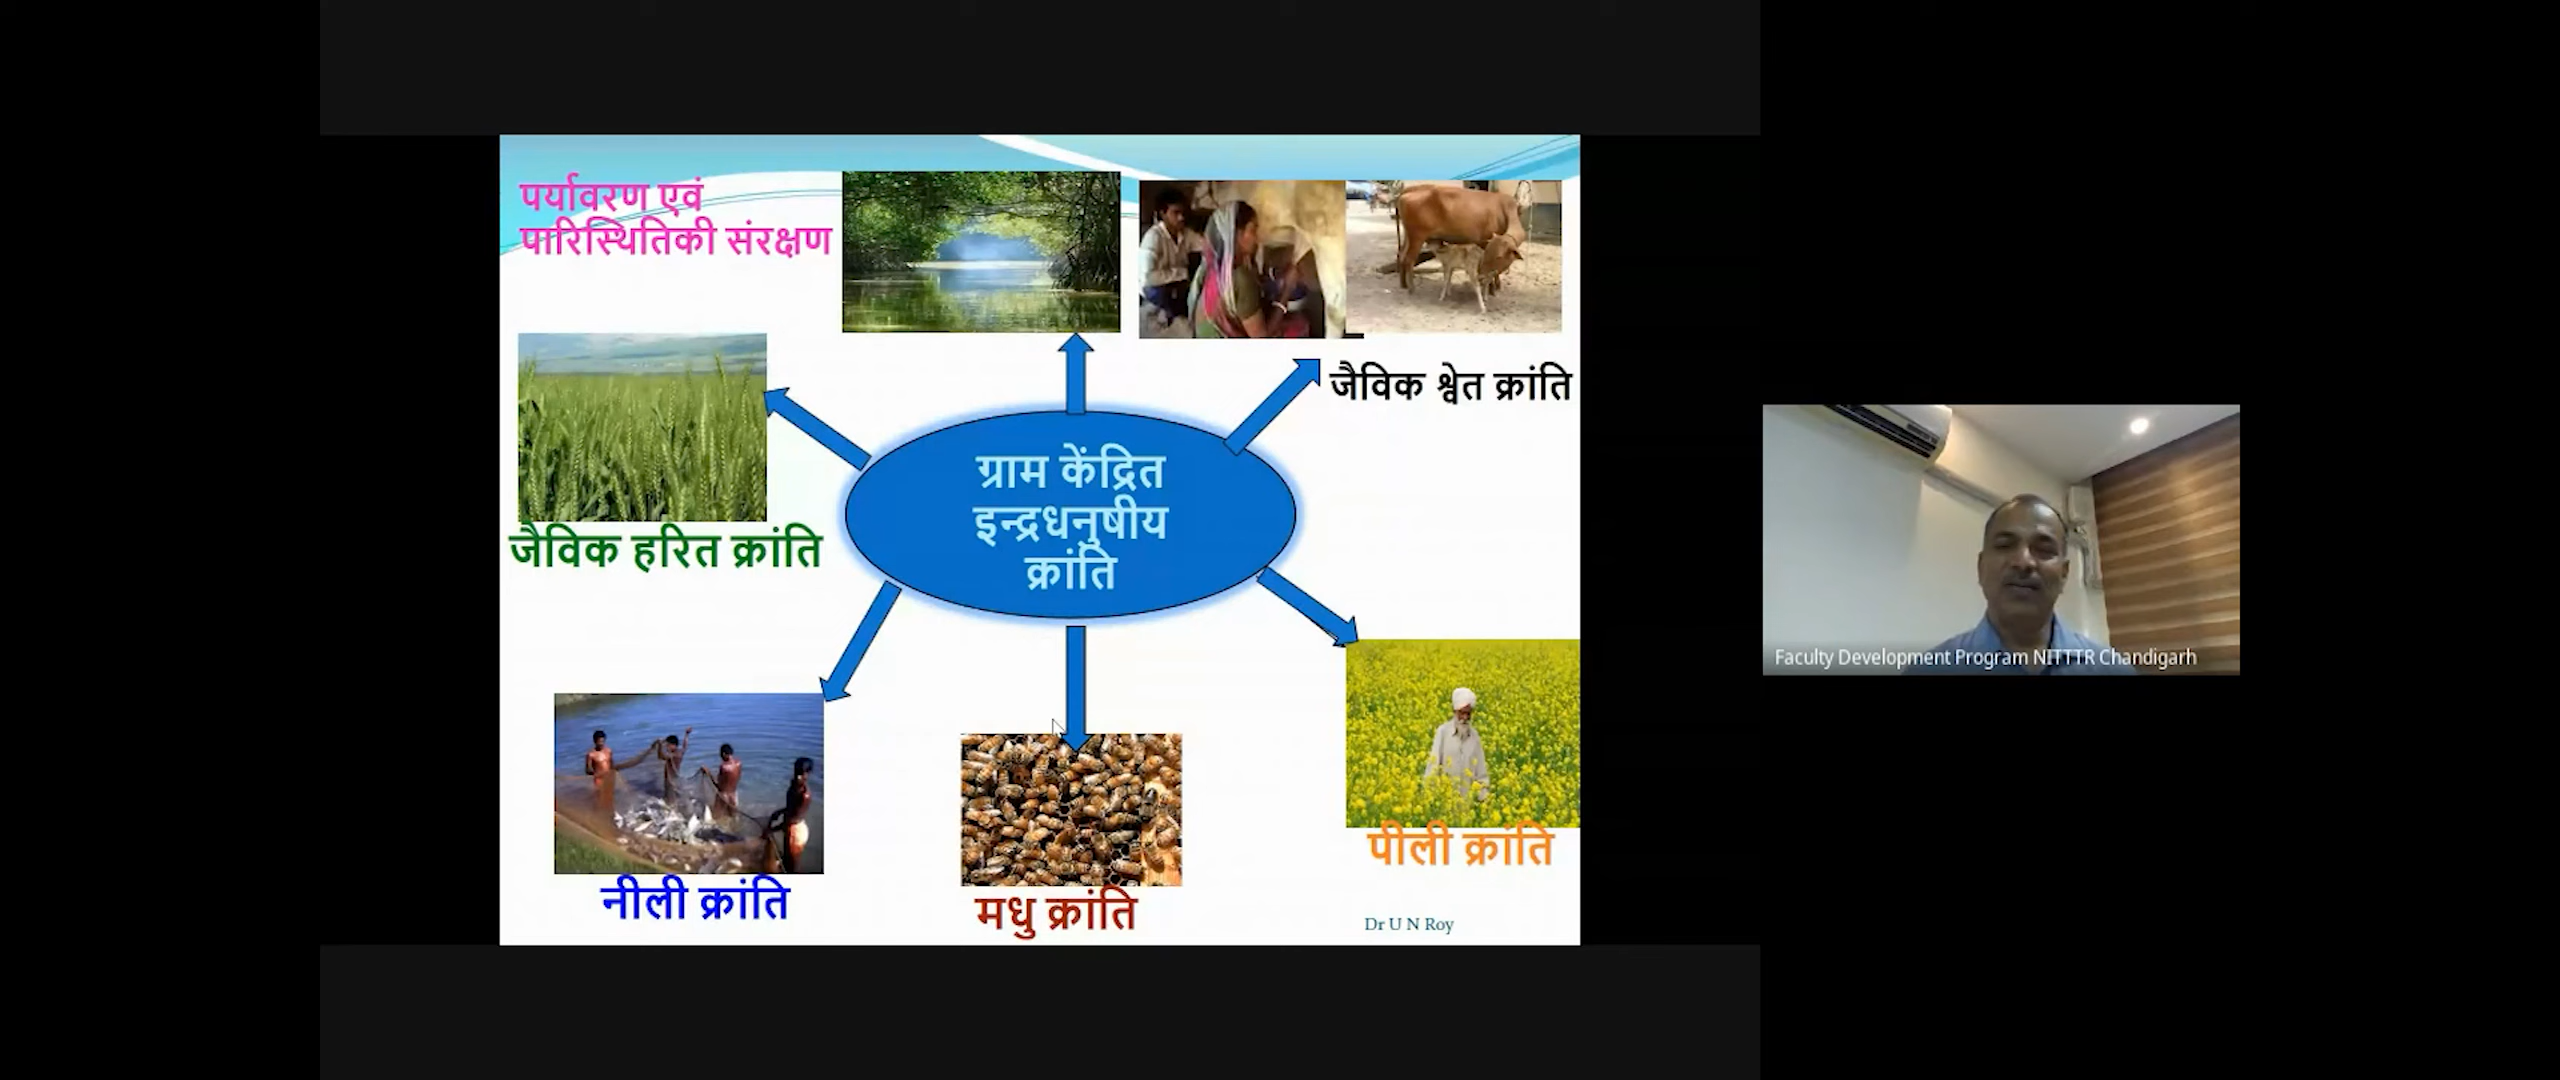 पर्यावरण एवं
पारिस्थितिकी संरक्षण
जैविक श्वेत क्रांति
ग्राम केंद्रित
इन्द्रधनुषीय
क्रांति
जैविक हरित क्रांति
पीली क्रांति
नीली क्रांति
मधु क्रांति
Dr U N Roy
Faculty Development Program NITTTR Chandigarh